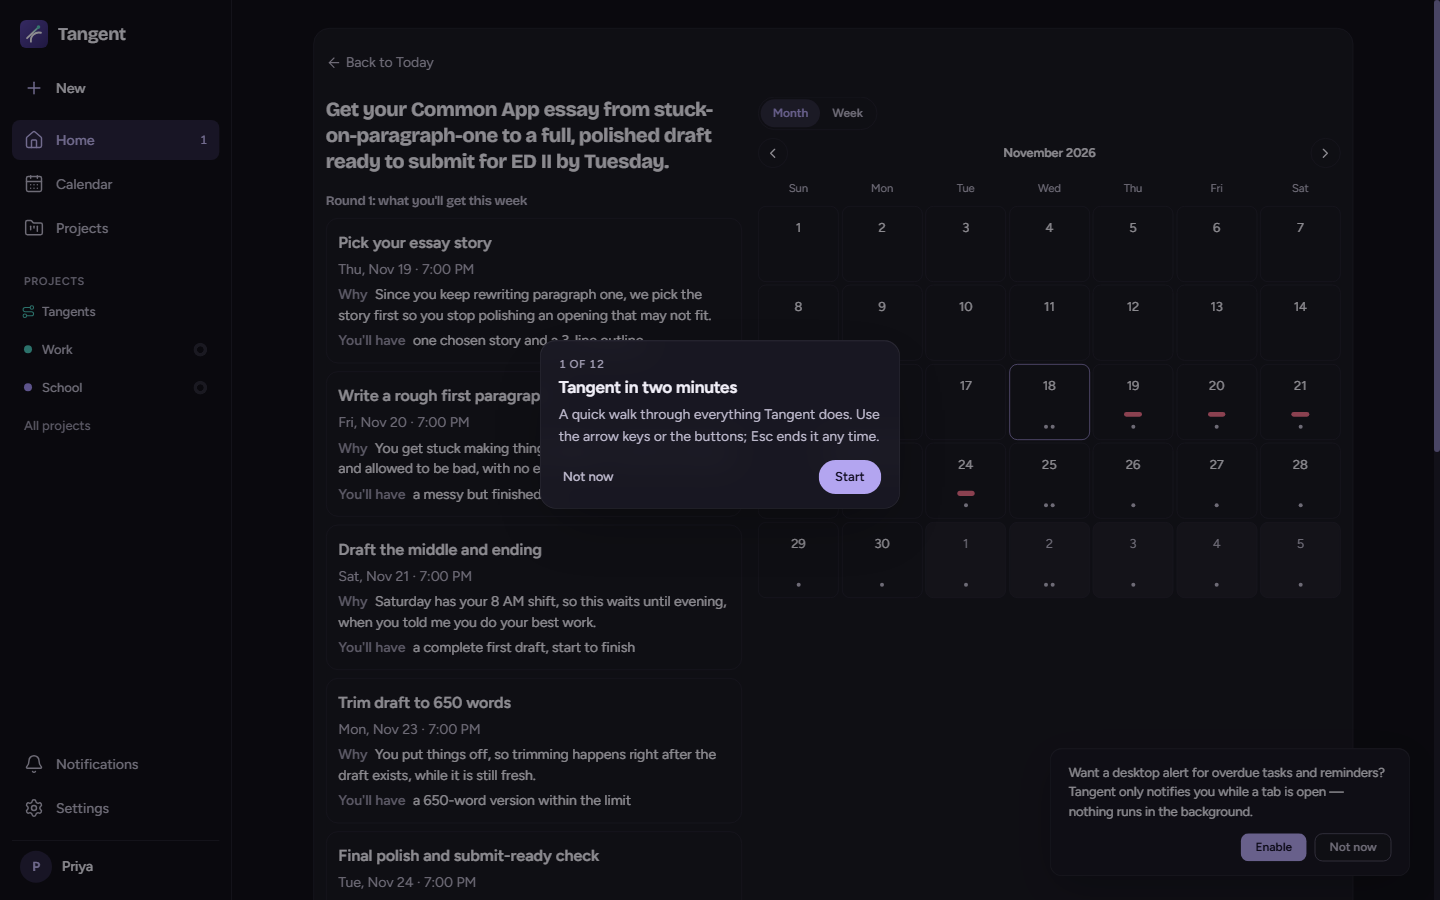 Tangent
New
Home 1
Calendar
Projects
PROJECTS
Tangents
Work
School
All projects
Notifications
Settings
P Priya
← Back to Today
Get your Common App essay from stuck-
on-paragraph-one to a full, polished draft
ready to submit for ED II by Tuesday.
Round 1: what you'll get this week
Pick your essay story
Thu, Nov 19 · 7:00 PM
Why Since you keep rewriting paragraph one, we pick the
story first so you stop polishing an opening that may not fit.
You'll have one chosen story and a 3-line outline
Write a rough first paragrap
Fri, Nov 20 · 7:00 PM
Why You get stuck making thing
and allowed to be bad, with no e
You'll have a messy but finished
Draft the middle and ending
Sat, Nov 21 · 7:00 PM
Why Saturday has your 8 AM shift, so this waits until evening,
when you told me you do your best work.
You'll have a complete first draft, start to finish
Trim draft to 650 words
Mon, Nov 23 · 7:00 PM
Why You put things off, so trimming happens right after the
draft exists, while it is still fresh.
You'll have a 650-word version within the limit
Final polish and submit-ready check
Tue, Nov 24 · 7:00 PM
Month Week
November 2026
Sun Mon Tue Wed Thu Fri Sat
1 2 3 4 5 6 7
8 9 10 11 12 13 14
17 18 19 20 21
24 25 26 27 28
29 30 1 2 3 4 5
1 OF 12
Tangent in two minutes
A quick walk through everything Tangent does. Use
the arrow keys or the buttons; Esc ends it any time.
Not now Start
Want a desktop alert for overdue tasks and reminders?
Tangent only notifies you while a tab is open —
nothing runs in the background.
Enable Not now